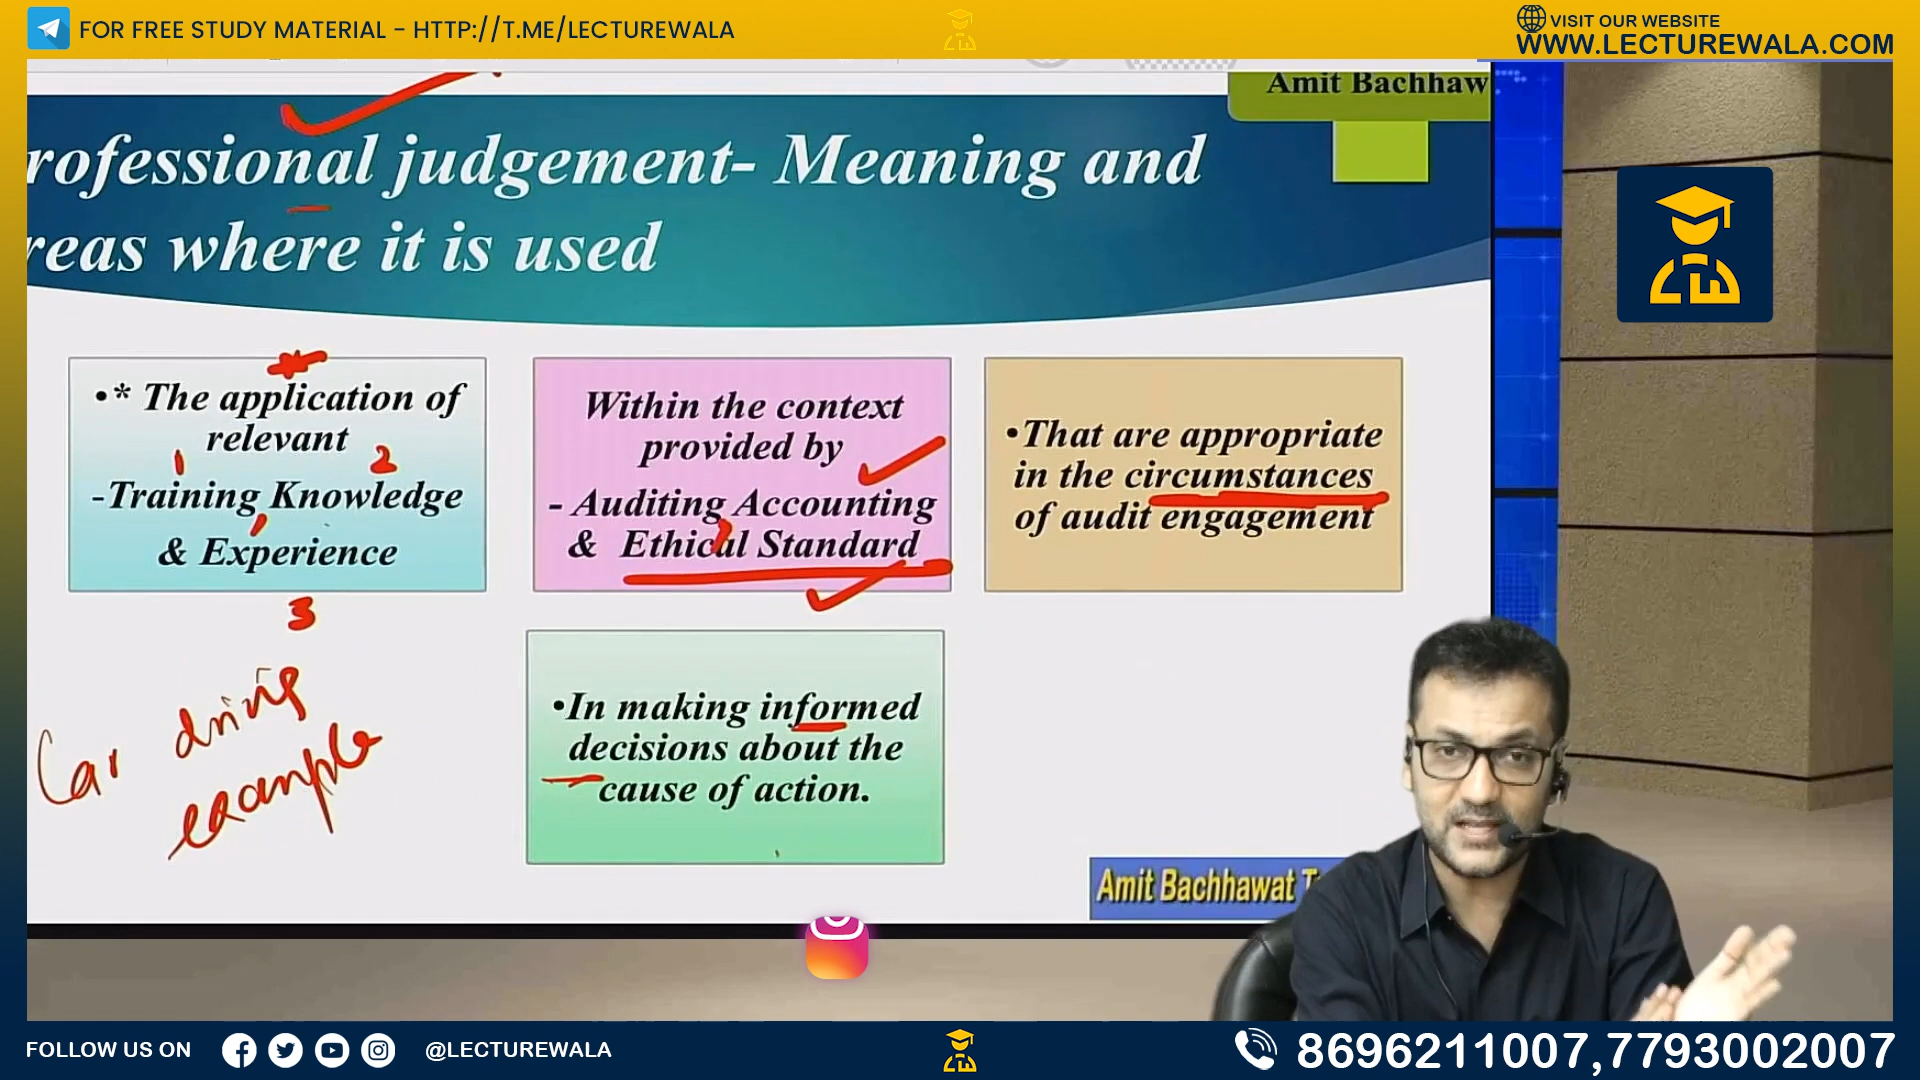 FOR FREE STUDY MATERIAL - HTTP://T.ME/LECTUREWALA
VISIT OUR WEBSITE
WWW.LECTUREWALA.COM
Amit Bachhaw
rofessional judgement- Meaning and
reas where it is used
•* The application of
relevant
1 2
-Training Knowledge
, 
& Experience
3
Within the context
provided by
- Auditing Accounting
& Ethical Standard
•That are appropriate
in the circumstances
of audit engagement
Car driving
example
•In making informed
decisions about the
cause of action.
Amit Bachhawat T
FOLLOW US ON
@LECTUREWALA
8696211007,7793002007